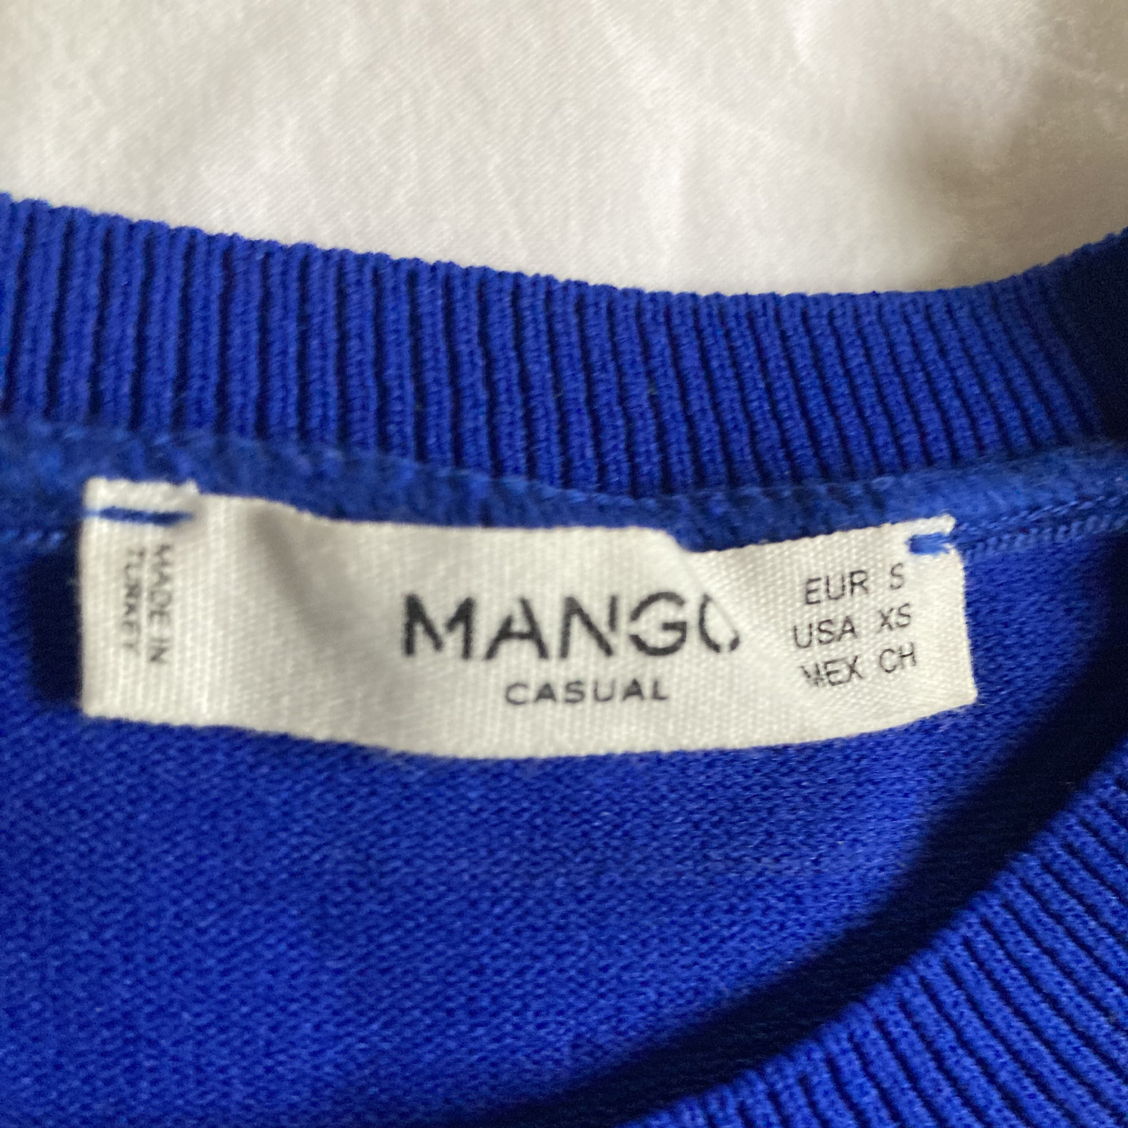 MADE IN
TURKEY
MANGO
CASUAL
EUR S
USA XS
MEX CH